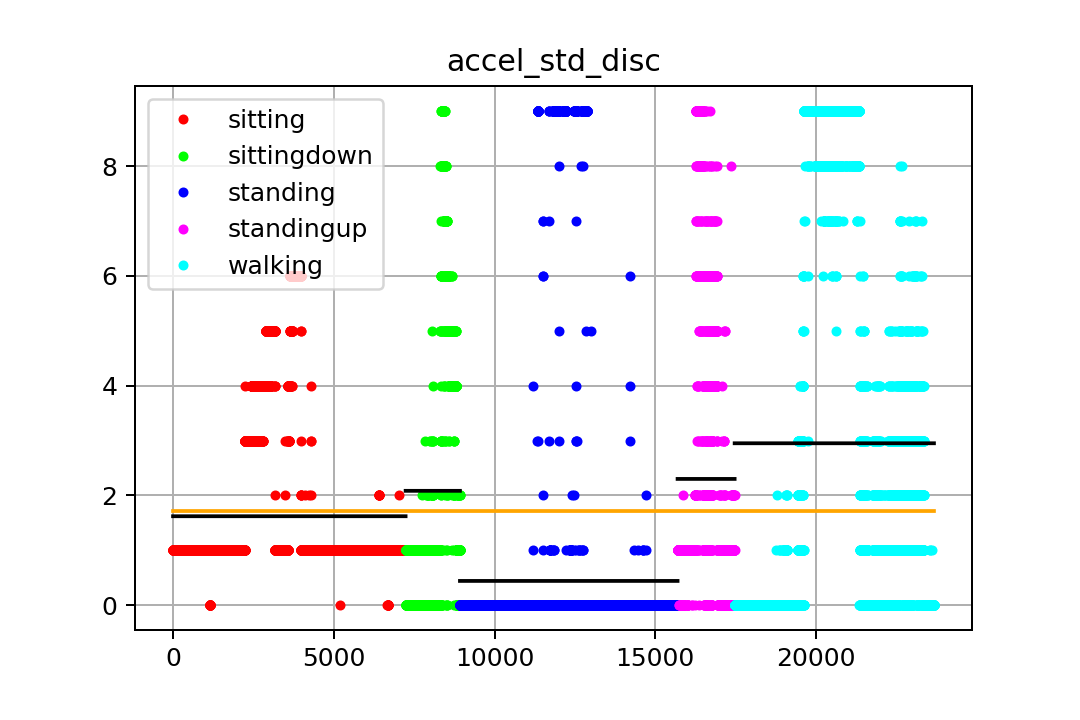 accel_std_disc
sitting
sittingdown
standing
standingup
walking
8
6
4
2
0
0 5000 10000 15000 20000